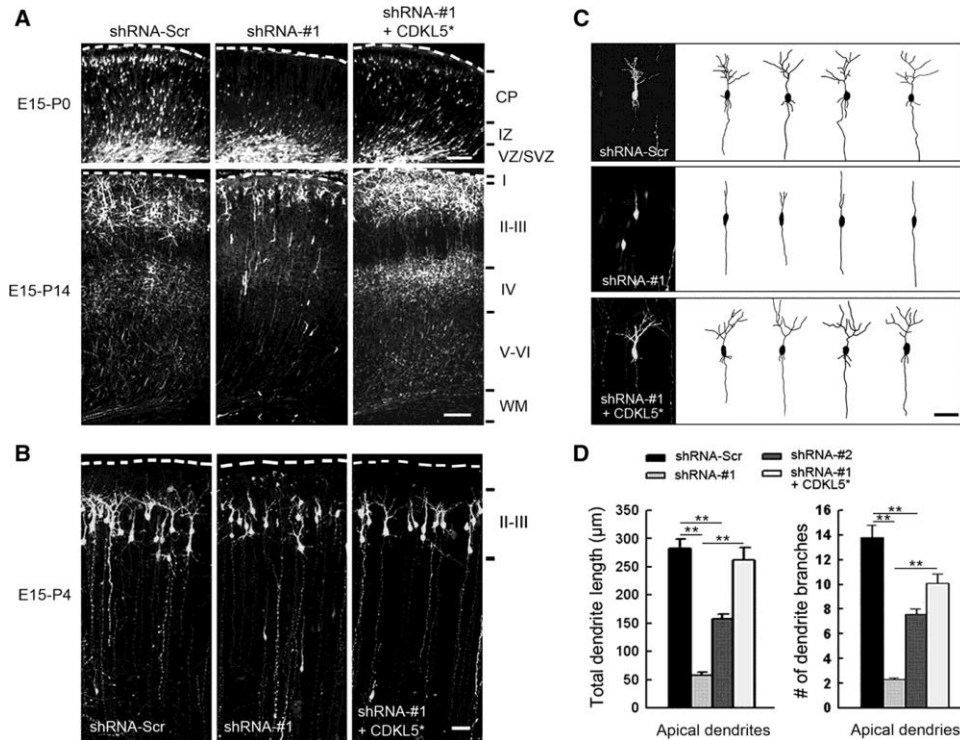 A
shRNA-Scr
shRNA-#1
shRNA-#1
+ CDKL5*
E15-P0
CP
IZ
VZ/SVZ
I
II-III
E15-P14
IV
V-VI
WM
B
E15-P4
II-III
shRNA-Scr
shRNA-#1
shRNA-#1
+ CDKL5*
C
shRNA-Scr
shRNA-#1
shRNA-#1
+ CDKL5*
D
shRNA-Scr
shRNA-#1
shRNA-#2
shRNA-#1
+ CDKL5*
Total dendrite length (µm)
350
300
250
200
150
100
50
0
**
**
**
Apical dendrites
# of dendrite branches
16
14
12
10
8
6
4
2
0
**
**
**
Apical dendrites